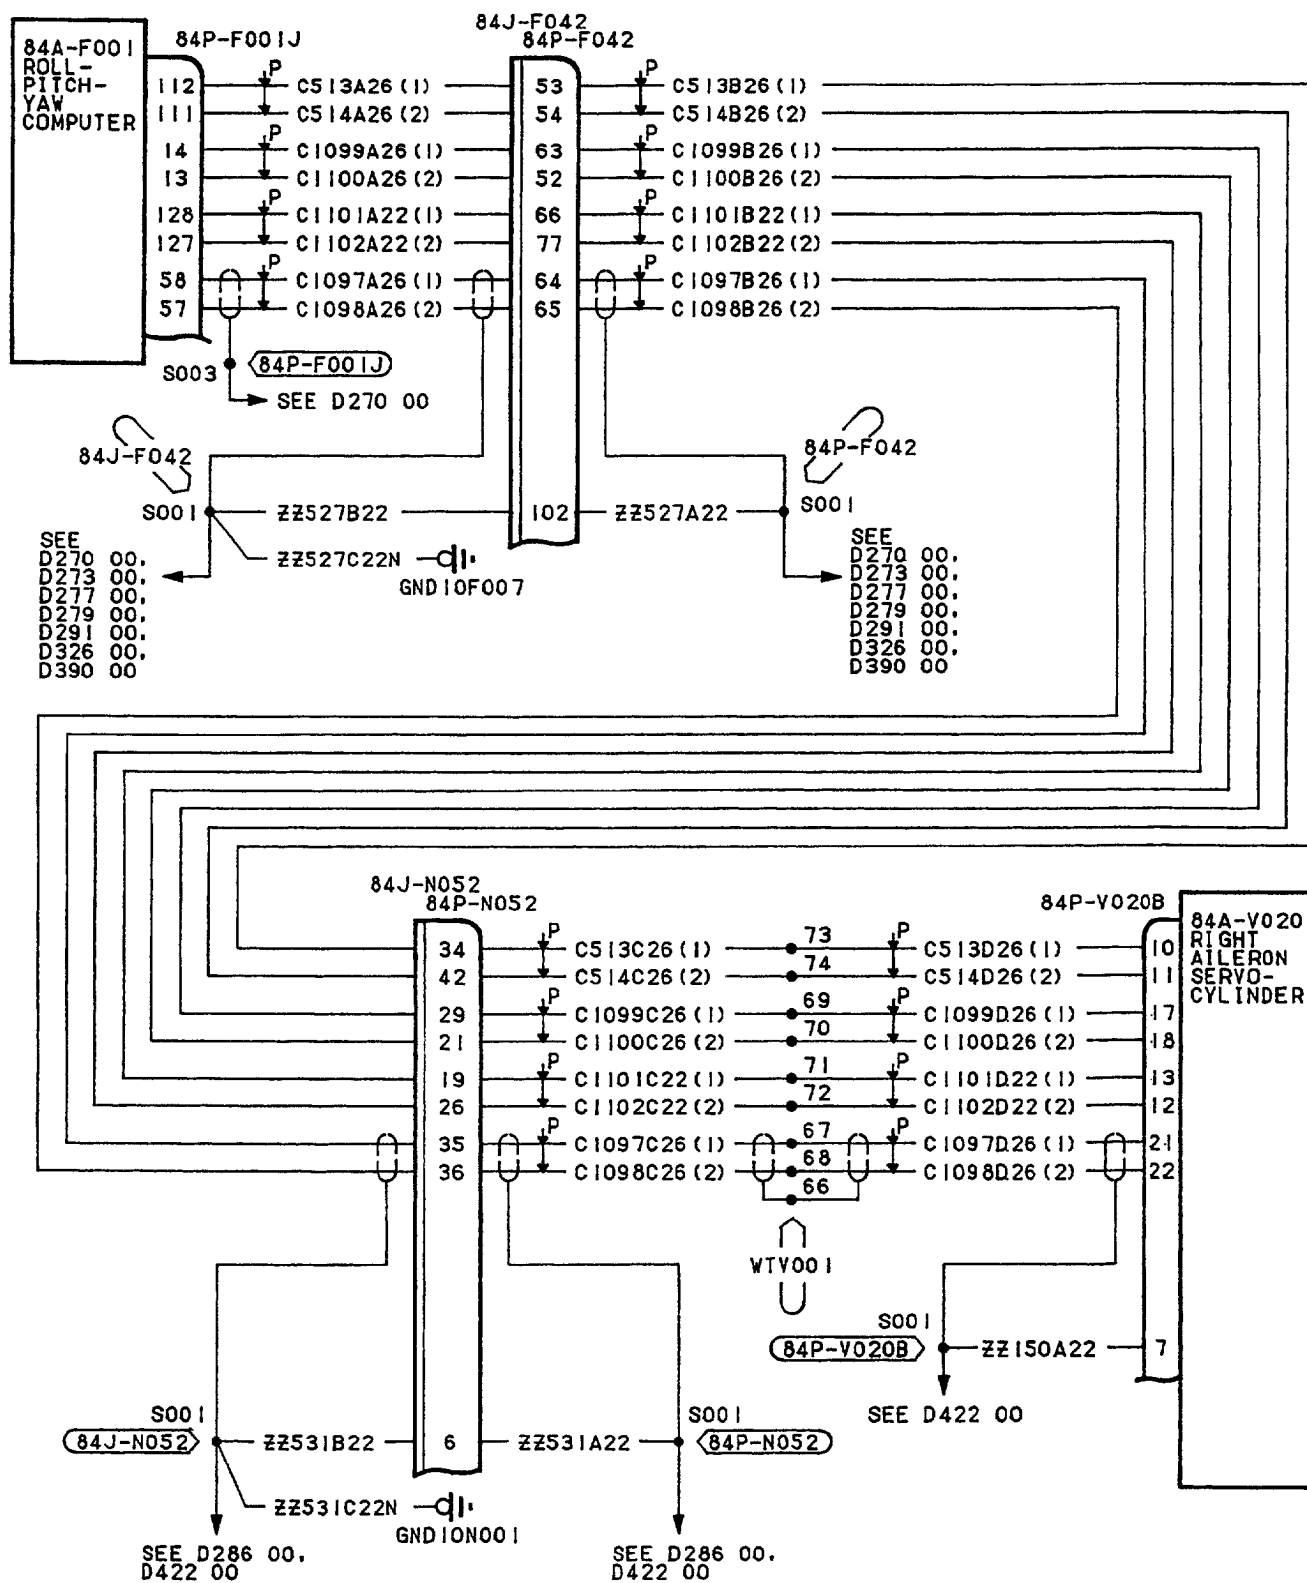 84J-F042
84P-F001J
84P-F042
84A-F001
ROLL-
PITCH-
YAW
COMPUTER
112 P C513A26(1) 53 P C513B26(1)
111 C514A26(2) 54 C514B26(2)
14 P C1099A26(1) 63 P C1099B26(1)
13 C1100A26(2) 52 C1100B26(2)
128 P C1101A22(1) 66 P C1101B22(1)
127 C1102A22(2) 77 C1102B22(2)
58 P C1097A26(1) 64 P C1097B26(1)
57 C1098A26(2) 65 C1098B26(2)
S003 84P-F001J
SEE D270 00
84J-F042
84P-F042
S001 ZZ527B22 102 ZZ527A22 S001
ZZ527C22N
GND10F007
SEE
D270 00,
D273 00,
D277 00,
D279 00,
D291 00,
D326 00,
D390 00
SEE
D270 00,
D273 00,
D277 00,
D279 00,
D291 00,
D326 00,
D390 00
84J-N052
84P-N052
84P-V020B
84A-V020
RIGHT
AILERON
SERVO-
CYLINDER
34 P C513C26(1) 73 P C513D26(1) 10
42 C514C26(2) 74 C514D26(2) 11
29 P C1099C26(1) 69 P C1099D26(1) 17
21 C1100C26(2) 70 C1100D26(2) 18
19 P C1101C22(1) 71 P C1101D22(1) 13
26 C1102C22(2) 72 C1102D22(2) 12
35 P C1097C26(1) 67 P C1097D26(1) 21
36 C1098C26(2) 68 C1098D26(2) 22
66
WTV001
S001
84P-V020B ZZ150A22 7
SEE D422 00
S001 S001
84J-N052 ZZ531B22 6 ZZ531A22 84P-N052
ZZ531C22N
GND10N001
SEE D286 00,
D422 00
SEE D286 00,
D422 00